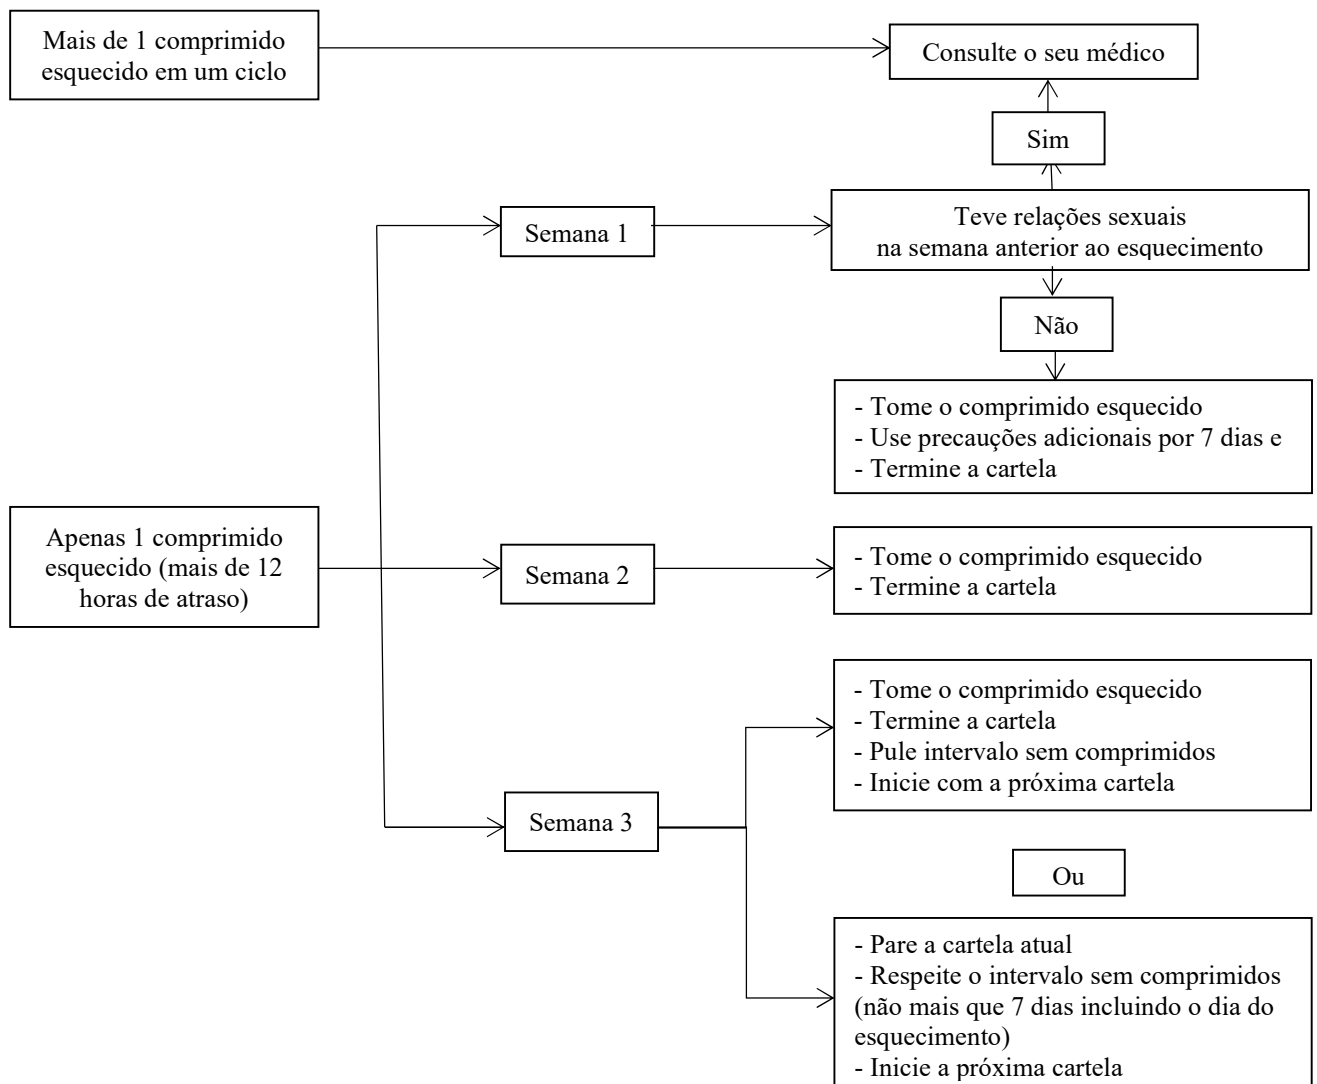 Mais de 1 comprimido
esquecido em um ciclo
Consulte o seu médico
Sim
Semana 1
Teve relações sexuais
na semana anterior ao esquecimento
Não
- Tome o comprimido esquecido
- Use precauções adicionais por 7 dias e
- Termine a cartela
Apenas 1 comprimido
esquecido (mais de 12
horas de atraso)
Semana 2
- Tome o comprimido esquecido
- Termine a cartela
Semana 3
- Tome o comprimido esquecido
- Termine a cartela
- Pule intervalo sem comprimidos
- Inicie com a próxima cartela
Ou
- Pare a cartela atual
- Respeite o intervalo sem comprimidos
(não mais que 7 dias incluindo o dia do
esquecimento)
- Inicie a próxima cartela